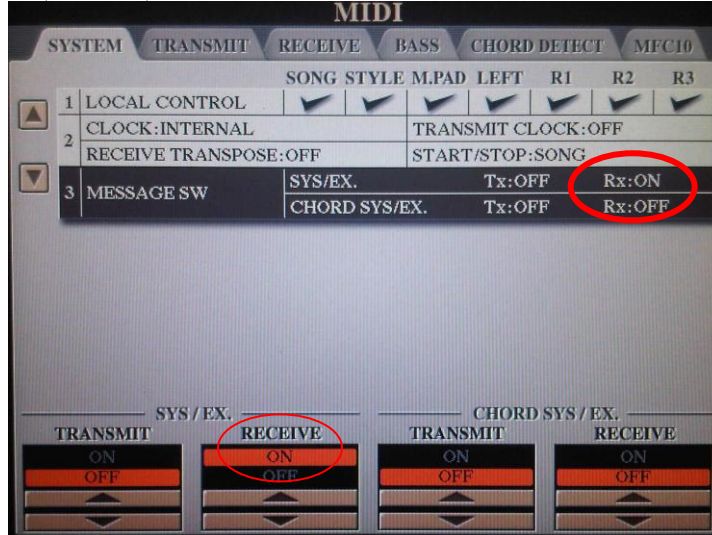 MIDI
SYSTEM TRANSMIT RECEIVE BASS CHORD DETECT MFC10
SONG STYLE M.PAD LEFT R1 R2 R3
1 LOCAL CONTROL
2 CLOCK:INTERNAL TRANSMIT CLOCK:OFF
RECEIVE TRANSPOSE:OFF START/STOP:SONG
3 MESSAGE SW SYS/EX. Tx:OFF Rx:ON
CHORD SYS/EX. Tx:OFF Rx:OFF
SYS/EX. CHORD SYS/EX.
TRANSMIT RECEIVE TRANSMIT RECEIVE
ON ON ON ON
OFF OFF OFF OFF